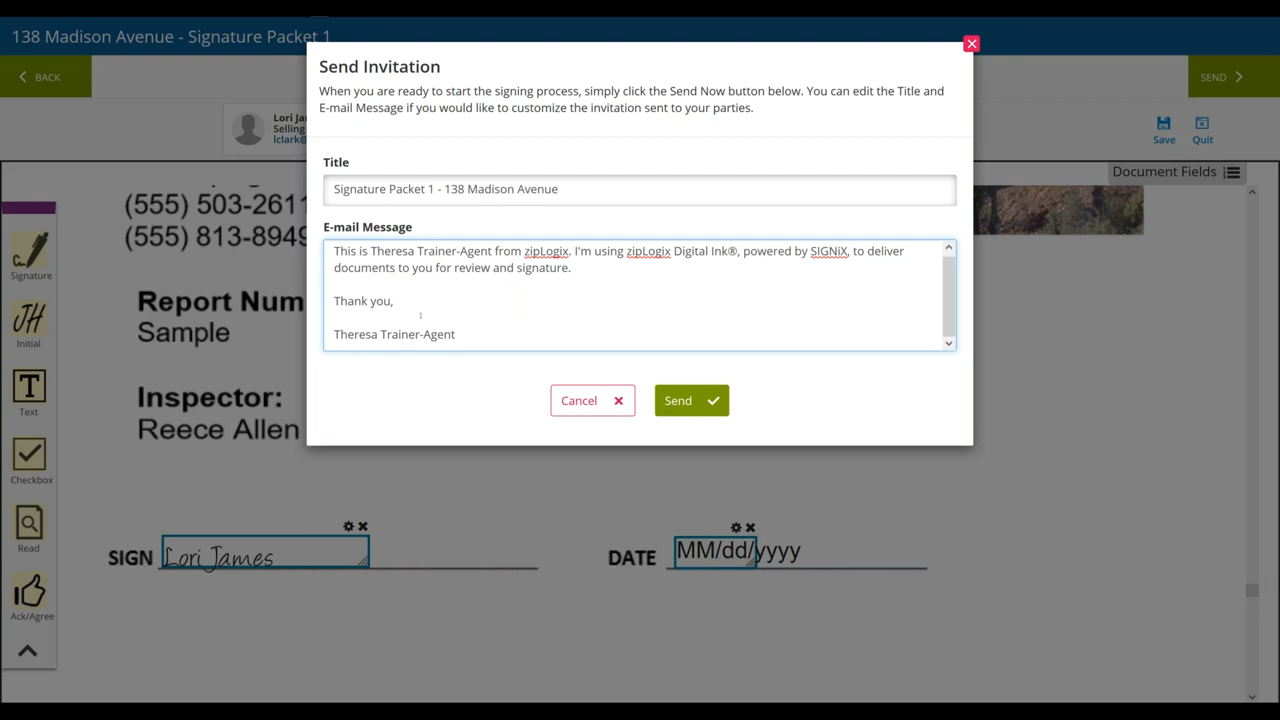 138 Madison Avenue - Signature Packet 1
BACK
SEND
Send Invitation
When you are ready to start the signing process, simply click the Send Now button below. You can edit the Title and
E-mail Message if you would like to customize the invitation sent to your parties.
Lori Ja
Selling
lclark@
Save
Quit
Title
Signature Packet 1 - 138 Madison Avenue
Document Fields
E-mail Message
This is Theresa Trainer-Agent from zipLogix. I'm using zipLogix Digital Ink®, powered by SIGNiX, to deliver
documents to you for review and signature.
Thank you,
Theresa Trainer-Agent
Cancel
Send
(555) 503-2611
(555) 813-8949
Report Num
Sample
Inspector:
Reece Allen
SIGN Lori James
DATE MM/dd/yyyy
Signature
JH
Initial
T
Text
Checkbox
Read
Ack/Agree